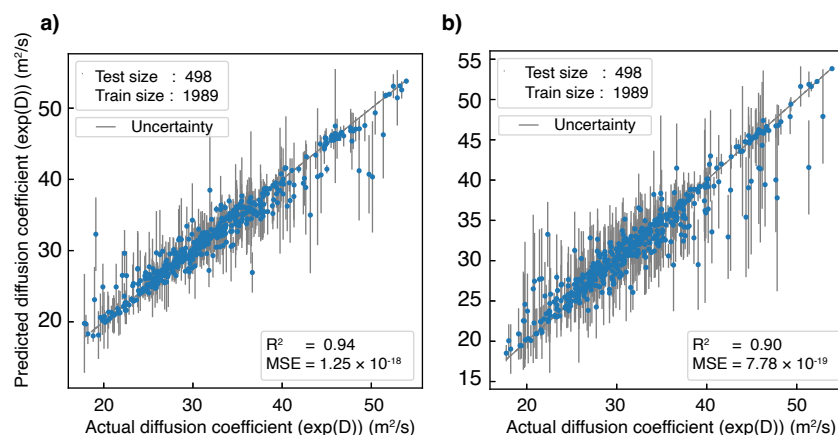 a)
Predicted diffusion coefficient (exp(D)) (m²/s)
50
40
30
20
Test size : 498
Train size : 1989
Uncertainty
R² = 0.94
MSE = 1.25 × 10⁻¹⁸
20 30 40 50
Actual diffusion coefficient (exp(D)) (m²/s)
b)
55
50
45
40
35
30
25
20
15
Test size : 498
Train size : 1989
Uncertainty
R² = 0.90
MSE = 7.78 × 10⁻¹⁹
20 30 40 50
Actual diffusion coefficient (exp(D)) (m²/s)